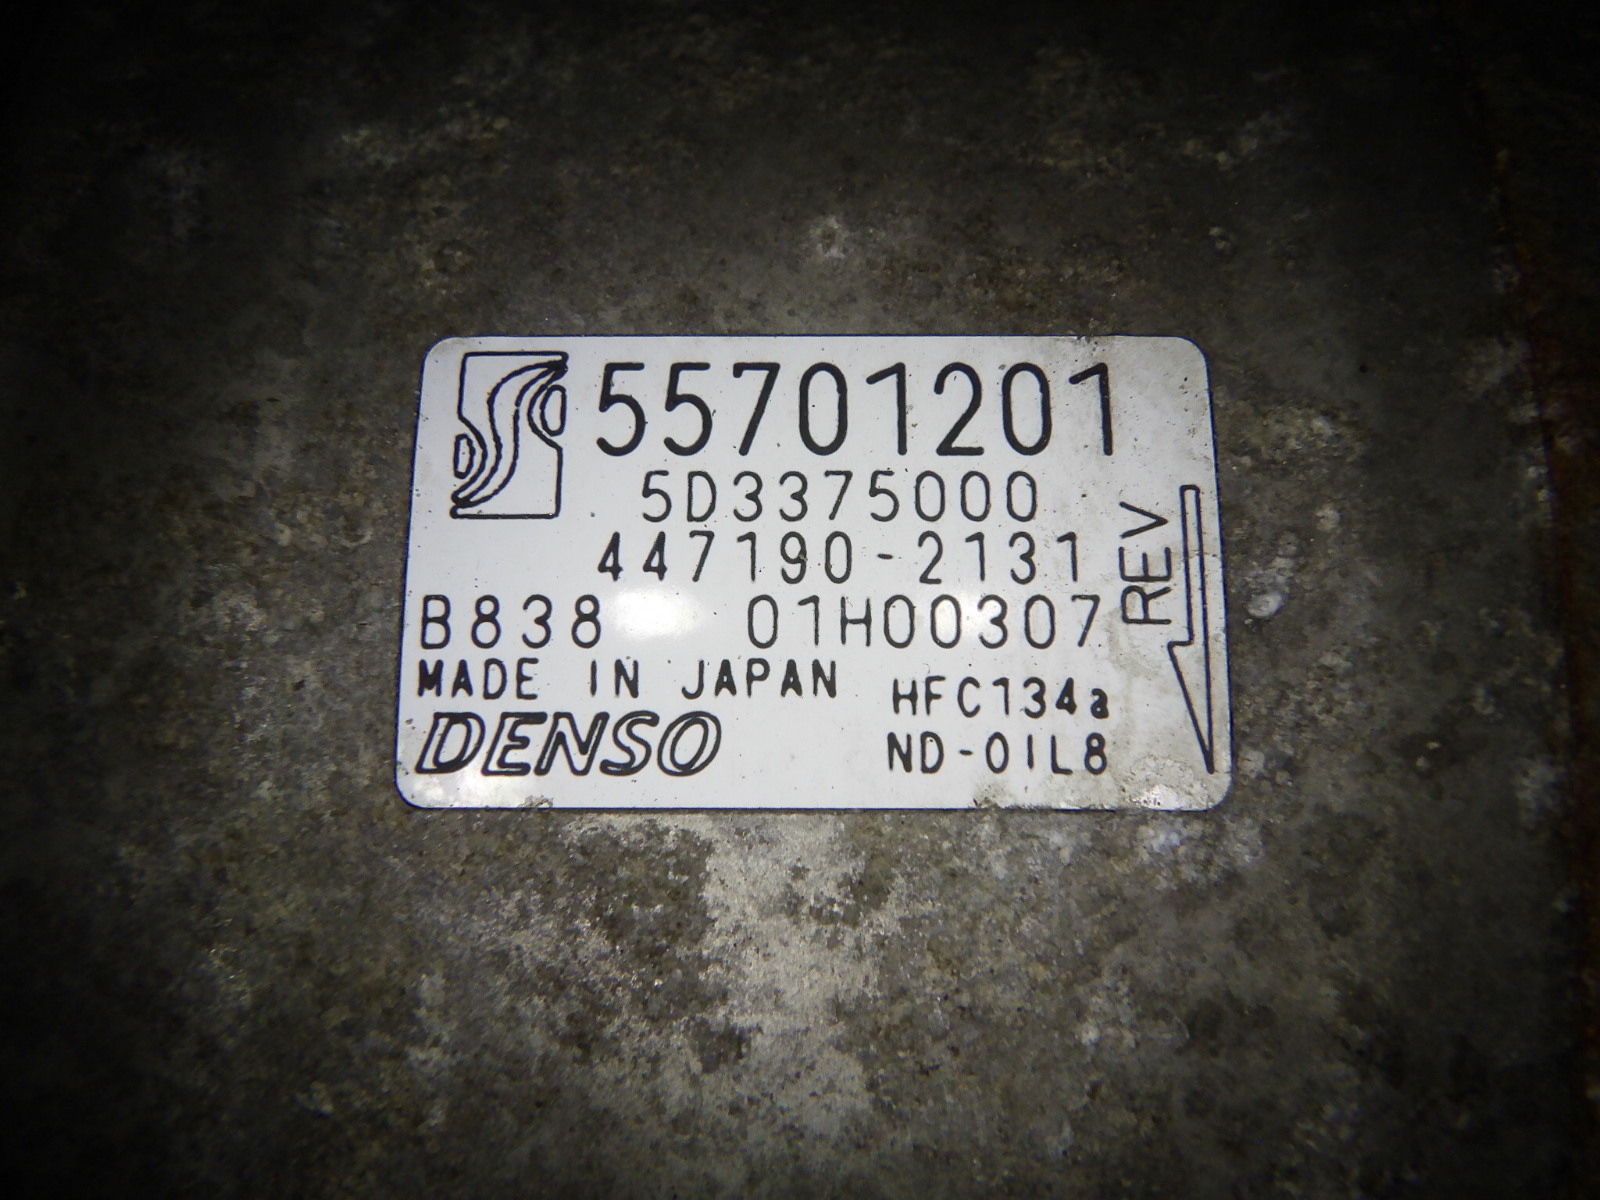 55701201
5D3375000
447190-2131
B838 01H00307
MADE IN JAPAN HFC134a
DENSO ND-OIL8
REV